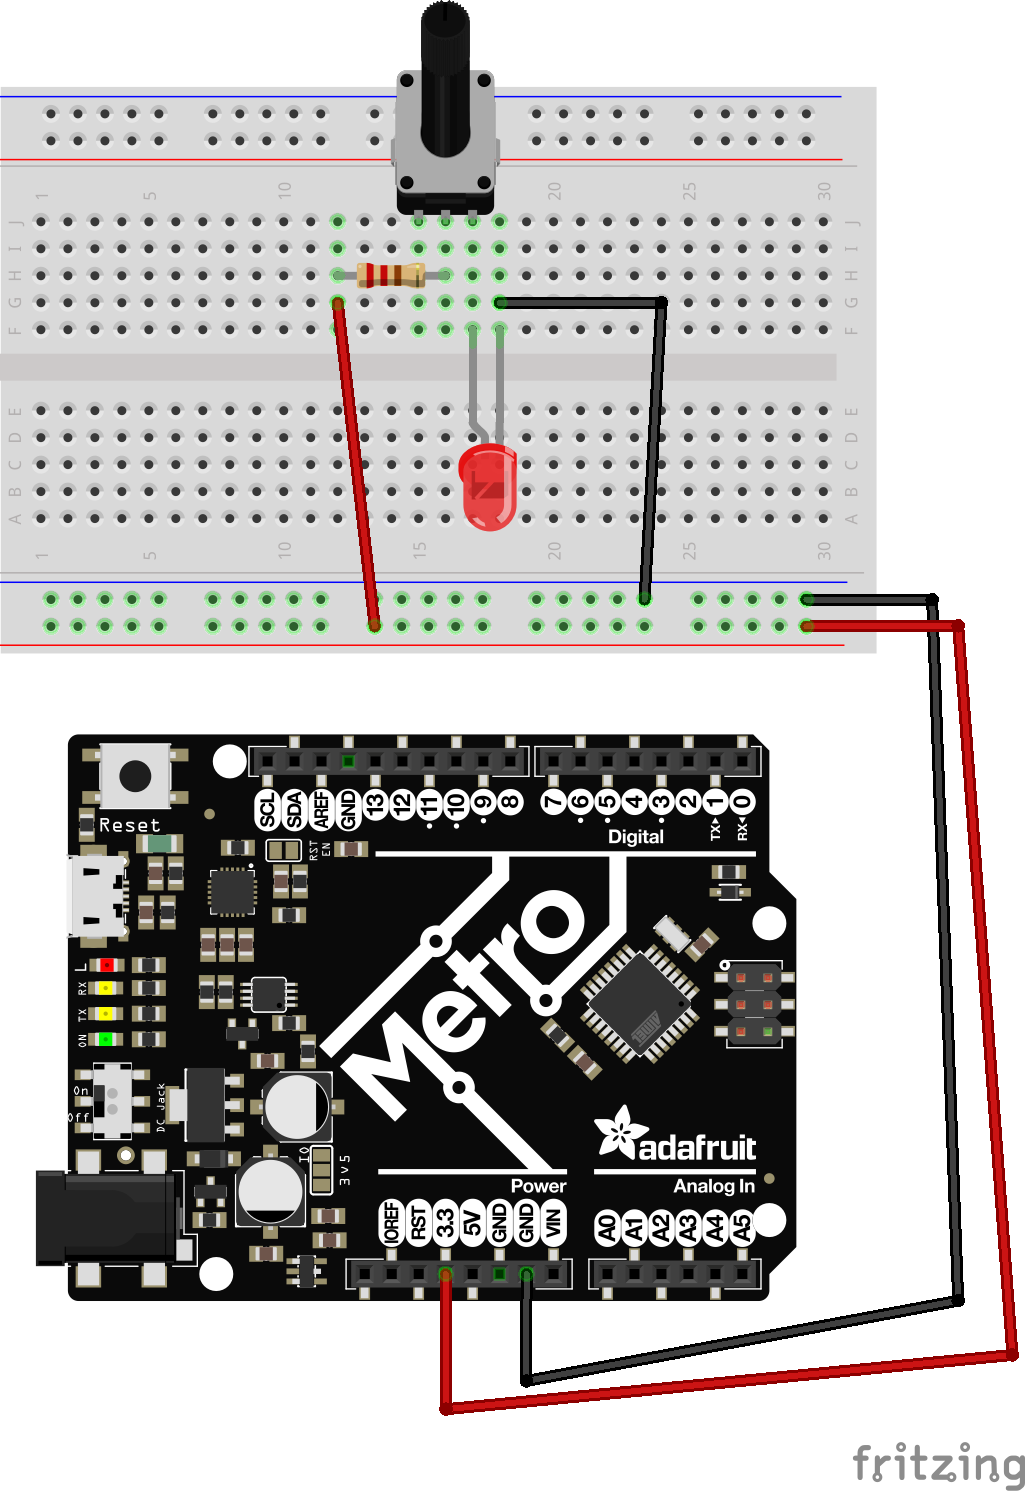 1 5 10 20 25 30
J J
I I
H H
G G
F F
E E
D D
C C
B B
A A
1 5 10 15 20 25 30
Reset
SCL SDA AREF GND 13 12 11 10 9 8 7 6 5 4 3 2 1 0
RST EN
Digital
TX RX
Metro
L
RX
TX
ON
On
Off
DC Jack
IO
3v5
ATMEL
adafruit
Power
Analog In
IOREF RST 3.3 5V GND GND VIN A0 A1 A2 A3 A4 A5
fritzing